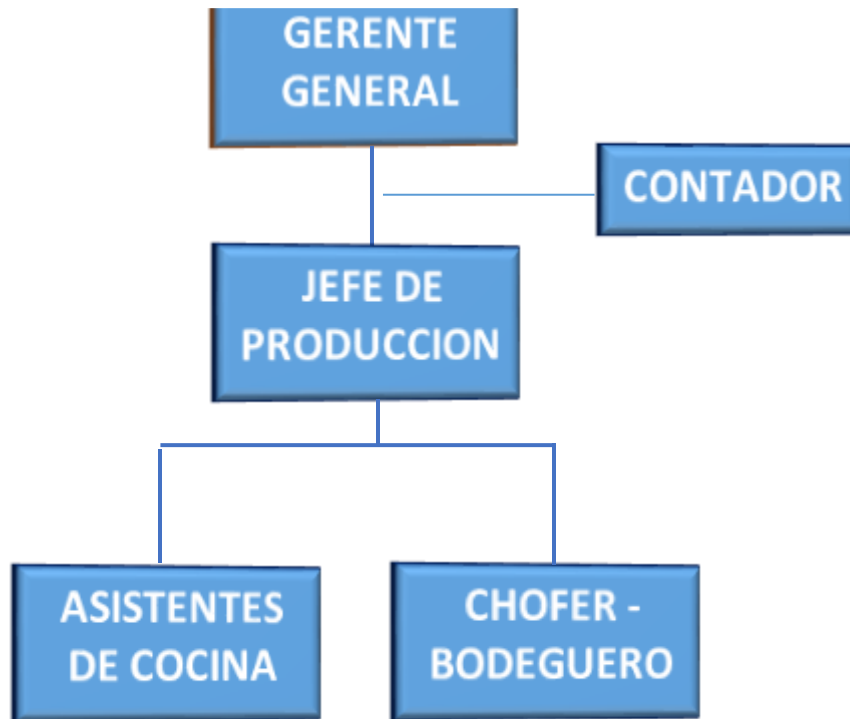 GERENTE
GENERAL
CONTADOR
JEFE DE
PRODUCCION
ASISTENTES
DE COCINA
CHOFER -
BODEGUERO